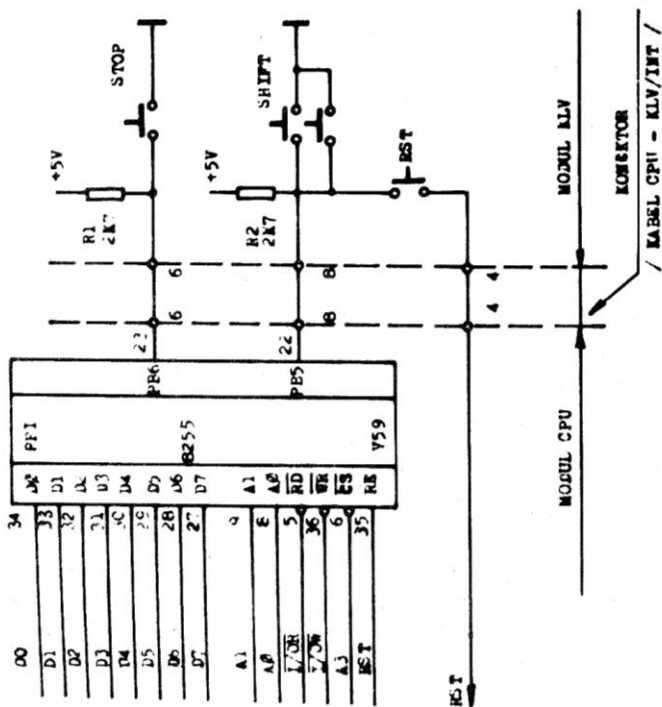 STOP
SHIFT
+5V
+5V
R1
2K7
R2
2K7
RST
MODUL KLV
KONEKTOR
/ KABEL CPU - KLV/INT /
6
8
4
6
8
4
23
22
PB6
PB5
PPI
8255
V59
D0
D1
D2
D3
D4
D5
D6
D7
A1
A0
RD
WR
CS
RE
34
33
32
31
30
29
28
27
9
8
5
36
6
35
D0
D1
D2
D3
D4
D5
D6
D7
A1
A0
I/OR
I/OW
A3
RST
RST
MODUL CPU